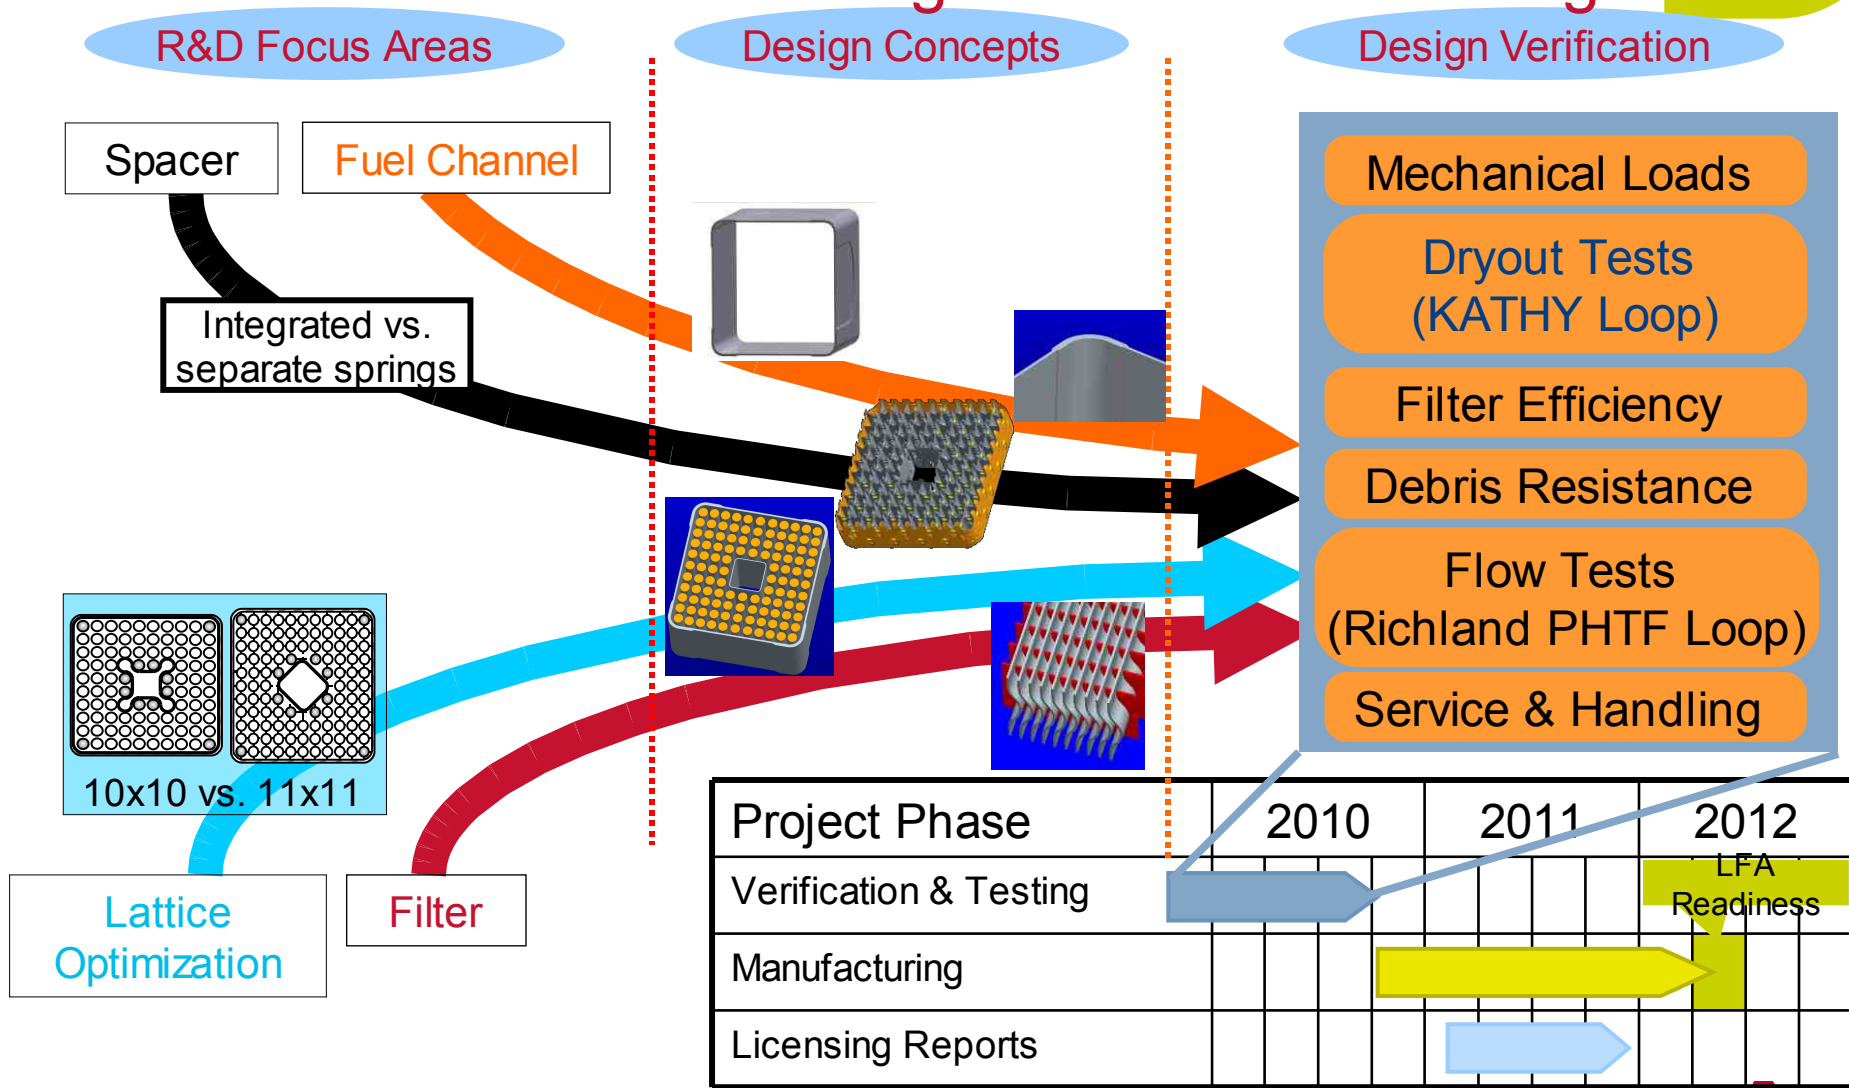 R&D Focus Areas
Design Concepts
Design Verification
Spacer
Fuel Channel
Integrated vs.
separate springs
10x10 vs. 11x11
Lattice
Optimization
Filter
Mechanical Loads
Dryout Tests
(KATHY Loop)
Filter Efficiency
Debris Resistance
Flow Tests
(Richland PHTF Loop)
Service & Handling
Project Phase
2010
2011
2012
Verification & Testing
LFA
Readiness
Manufacturing
Licensing Reports